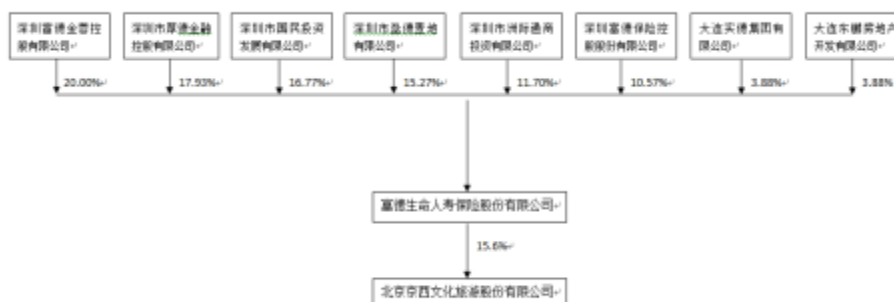 深圳富德金蓉控
股有限公司
深圳市厚德金融
控股有限公司
深圳市国民投资
发展有限公司
深圳市盈德置地
有限公司
深圳市洲际通商
投资有限公司
深圳富德保险控
股股份有限公司
大连实德集团有
限公司
大连东鹏房地产
开发有限公司
20.00%
17.93%
16.77%
15.27%
11.70%
10.57%
3.88%
3.88%
富德生命人寿保险股份有限公司
15.6%
北京京西文化旅游股份有限公司